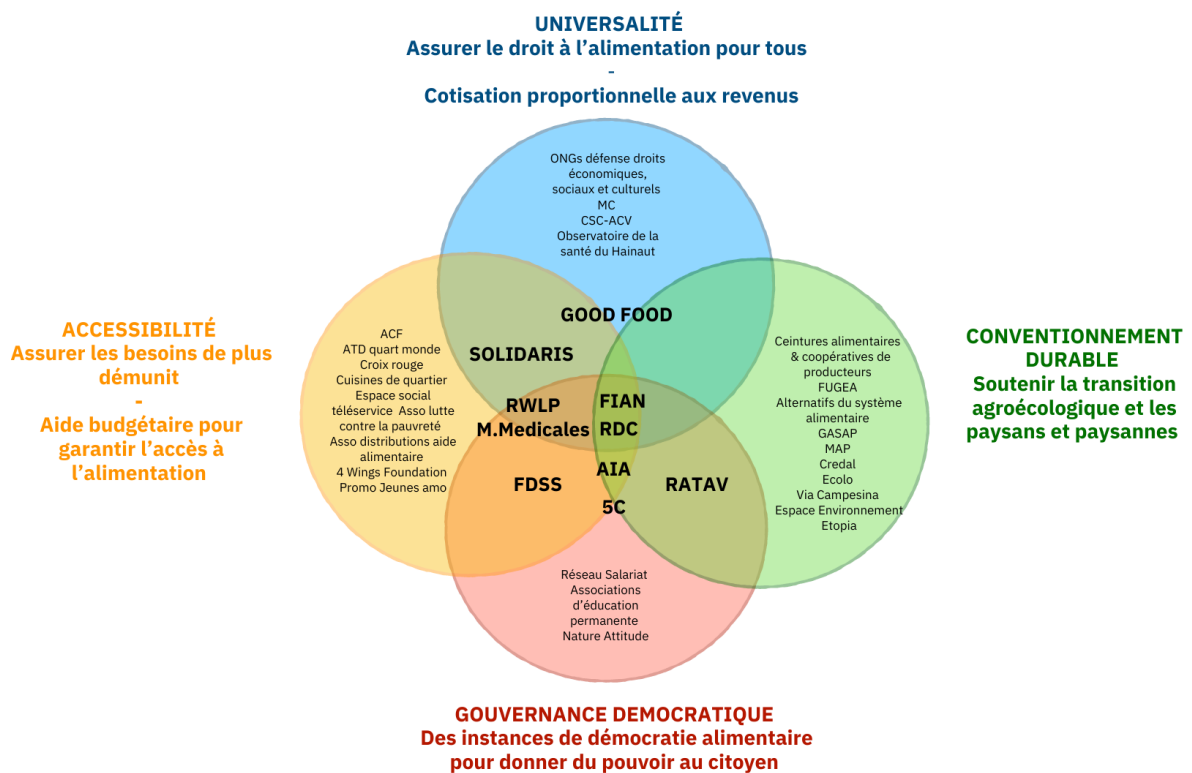 UNIVERSALITÉ
Assurer le droit à l'alimentation pour tous
-
Cotisation proportionnelle aux revenus
ONGs défense droits
économiques,
sociaux et culturels
MC
CSC-ACV
Observatoire de la
santé du Hainaut
GOOD FOOD
SOLIDARIS
ACCESSIBILITÉ
Assurer les besoins de plus
démunit
-
Aide budgétaire pour
garantir l'accès à
l'alimentation
ACF
ATD quart monde
Croix rouge
Cuisines de quartier
Espace social
téléservice  Asso lutte
contre la pauvreté
Asso distributions aide
alimentaire
4 Wings Foundation
Promo Jeunes amo
RWLP
M.Medicales
FIAN
RDC
AIA
FDSS
RATAV
5C
Ceintures alimentaires
& coopératives de
producteurs
FUGEA
Alternatifs du système
alimentaire
GASAP
MAP
Credal
Ecolo
Via Campesina
Espace Environnement
Etopia
CONVENTIONNEMENT
DURABLE
Soutenir la transition
agroécologique et les
paysans et paysannes
Réseau Salariat
Associations
d'éducation
permanente
Nature Attitude
GOUVERNANCE DEMOCRATIQUE
Des instances de démocratie alimentaire
pour donner du pouvoir au citoyen